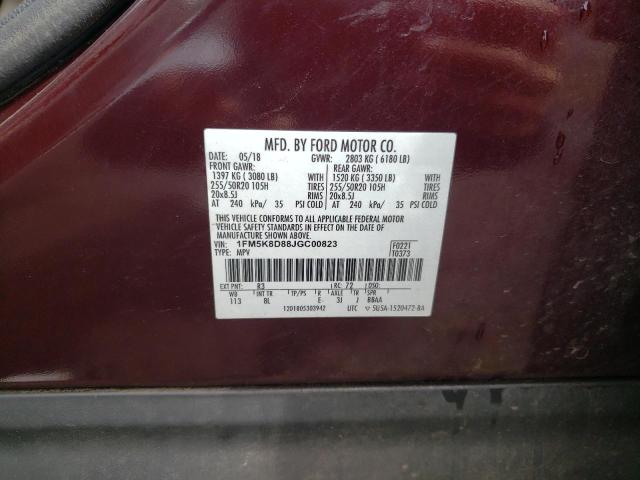 MFD. BY FORD MOTOR CO.
DATE: 05/18 GVWR: 2803 KG ( 6180 LB)
FRONT GAWR: REAR GAWR:
1397 KG ( 3080 LB) WITH 1520 KG ( 3350 LB) WITH
255/50R20 105H TIRES 255/50R20 105H TIRES
20x8.5J RIMS 20x8.5J RIMS
AT 240 kPa/ 35 PSI COLD AT 240 kPa/ 35 PSI COLD
THIS VEHICLE CONFORMS TO ALL APPLICABLE FEDERAL MOTOR
VEHICLE SAFETY STANDARDS IN EFFECT ON THE DATE OF
MANUFACTURE SHOWN ABOVE.
VIN: 1FM5K8D88JGC00823 F0221
TYPE: MPV T0373
EXT PNT: R3 RC: 72 DSO:
WB INT TR TP/PS R AXLE TR SPR
113 8L E- 3J J BBAA
1201805303942 UTC 5U5A-1520472-BA